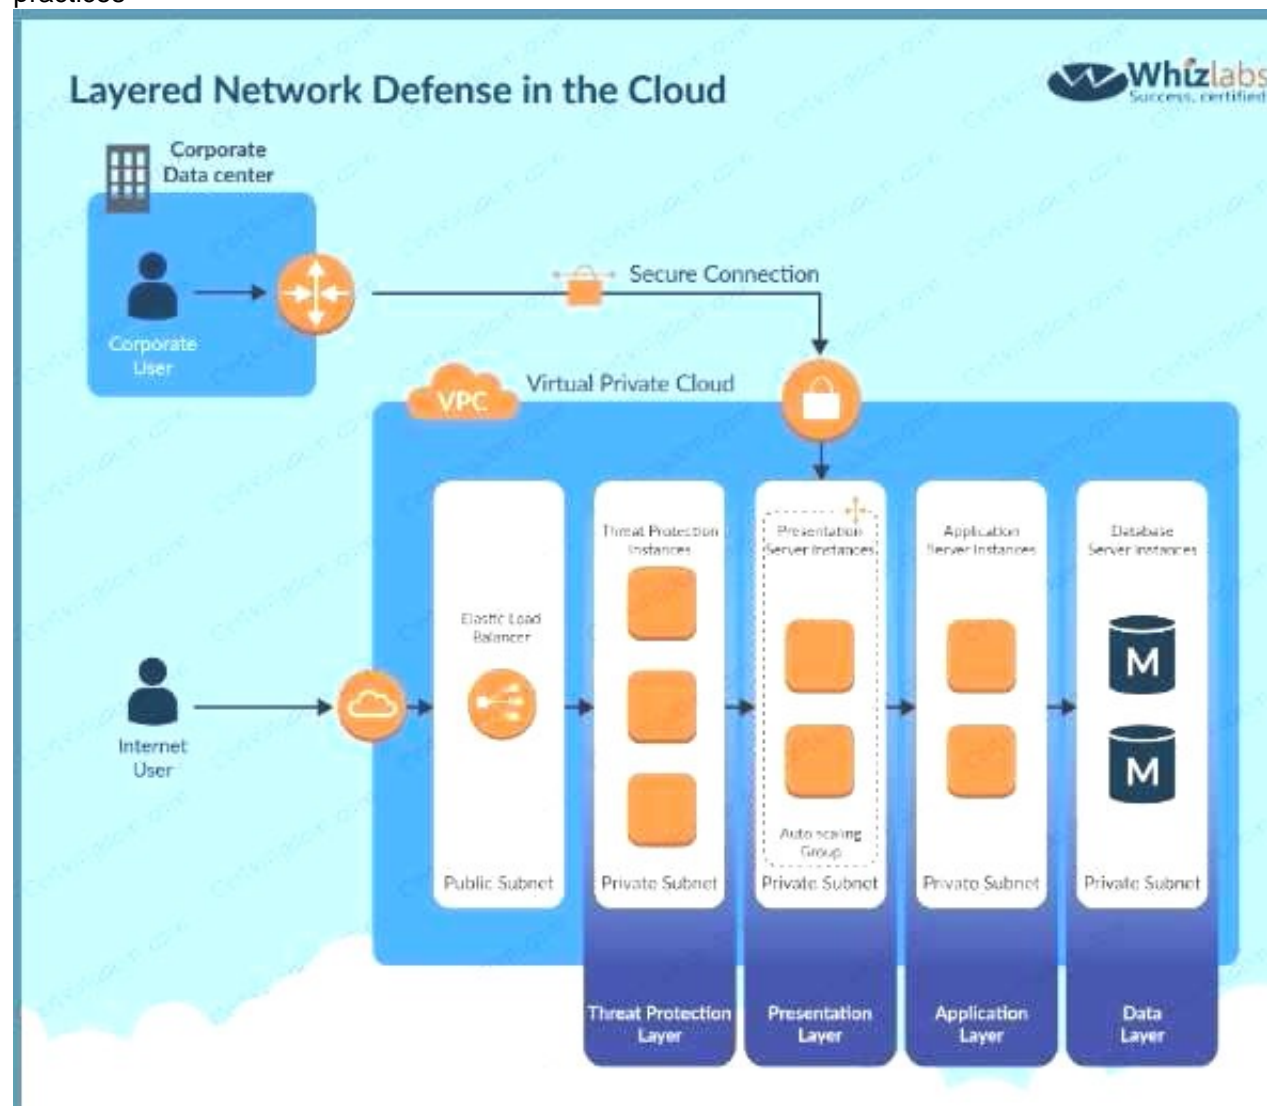 practices
Layered Network Defense in the Cloud
Whizlabs
Success, certified
Corporate
Data center
Secure Connection
Corporate
User
VPC
Virtual Private Cloud
Threat Protection
Instances
Presentation
Server Instances
Application
Server Instances
Database
Server Instances
Elastic Load
Balancer
M
M
Internet
User
Auto scaling
Group
Public Subnet
Private Subnet
Private Subnet
Private Subnet
Private Subnet
Threat Protection
Layer
Presentation
Layer
Application
Layer
Data
Layer